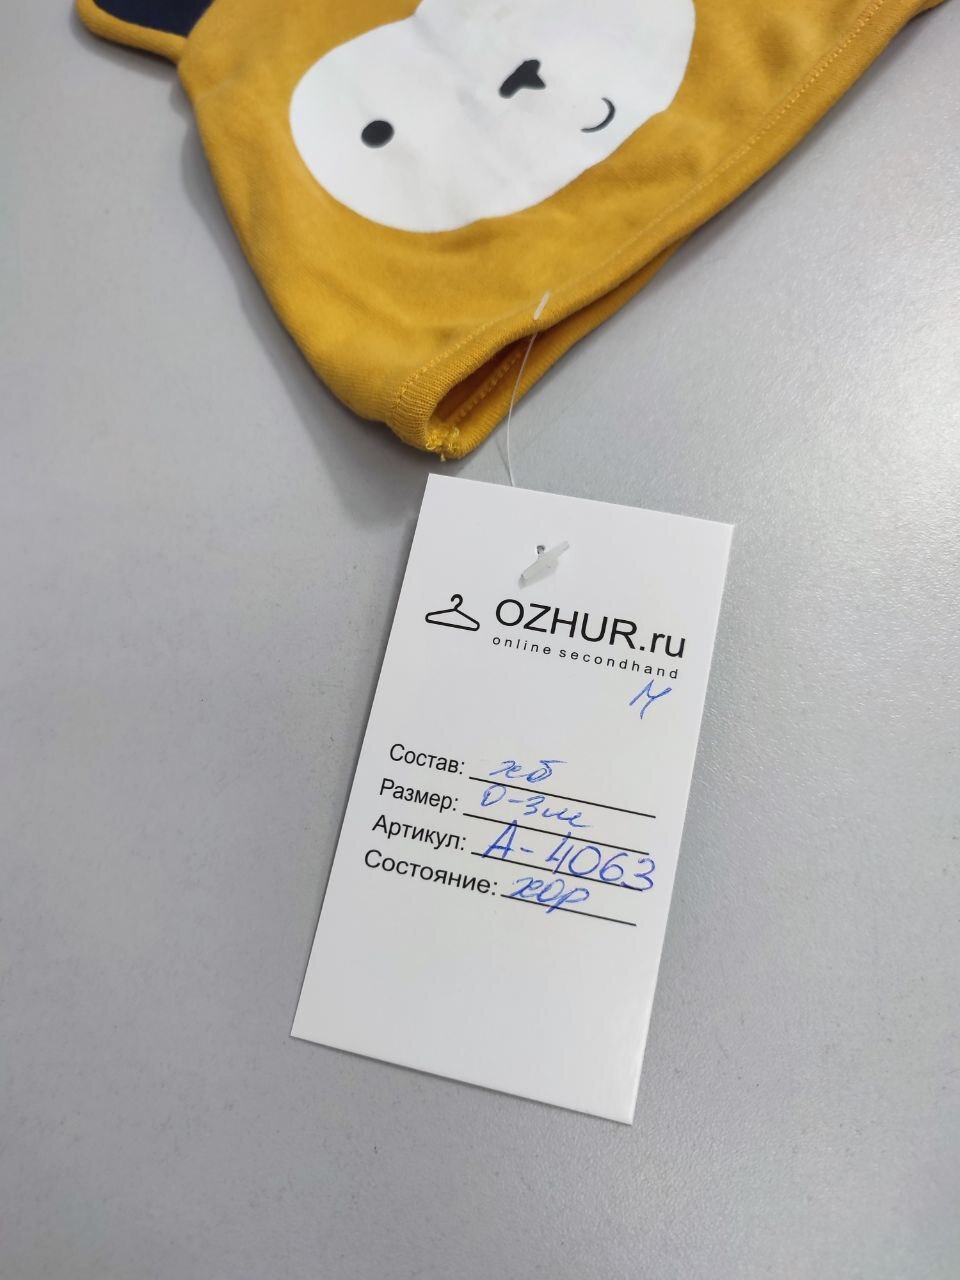 OZHUR.ru
online secondhand
М
Состав: хб
Размер: 0-3м
Артикул: А-4063
Состояние: хор